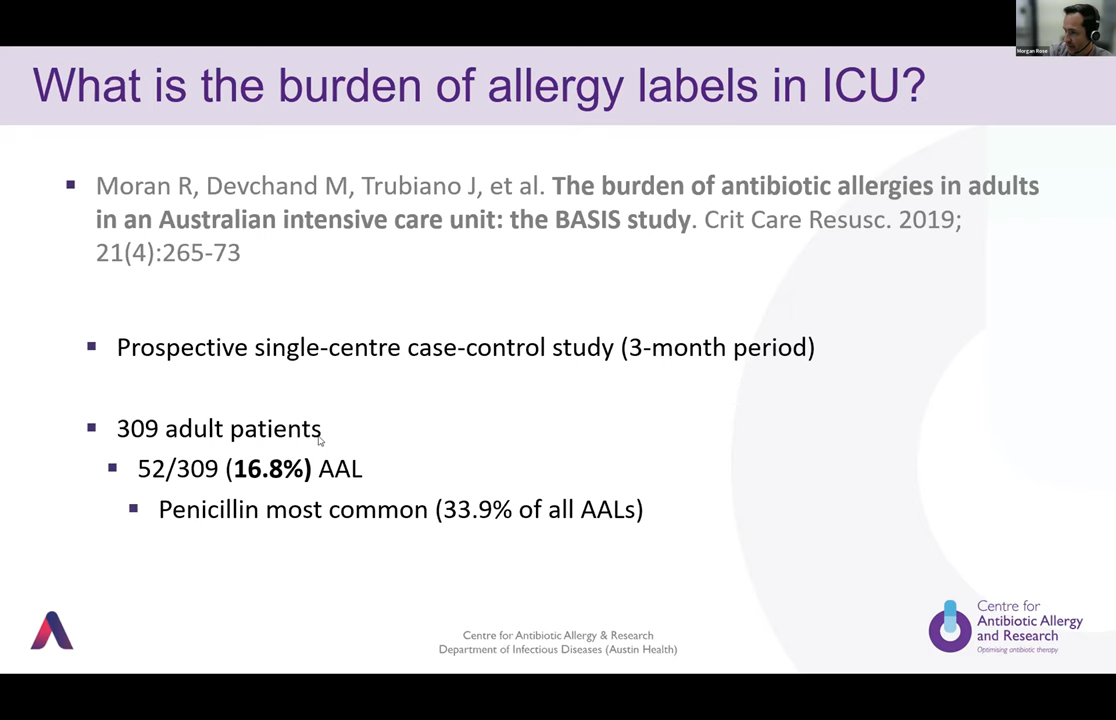 Morgan Rose
What is the burden of allergy labels in ICU?
▪ Moran R, Devchand M, Trubiano J, et al. The burden of antibiotic allergies in adults
in an Australian intensive care unit: the BASIS study. Crit Care Resusc. 2019;
21(4):265-73
▪ Prospective single-centre case-control study (3-month period)
▪ 309 adult patients
▪ 52/309 (16.8%) AAL
▪ Penicillin most common (33.9% of all AALs)
Centre for Antibiotic Allergy & Research
Department of Infectious Diseases (Austin Health)
Centre for
Antibiotic Allergy
and Research
Optimising antibiotic therapy